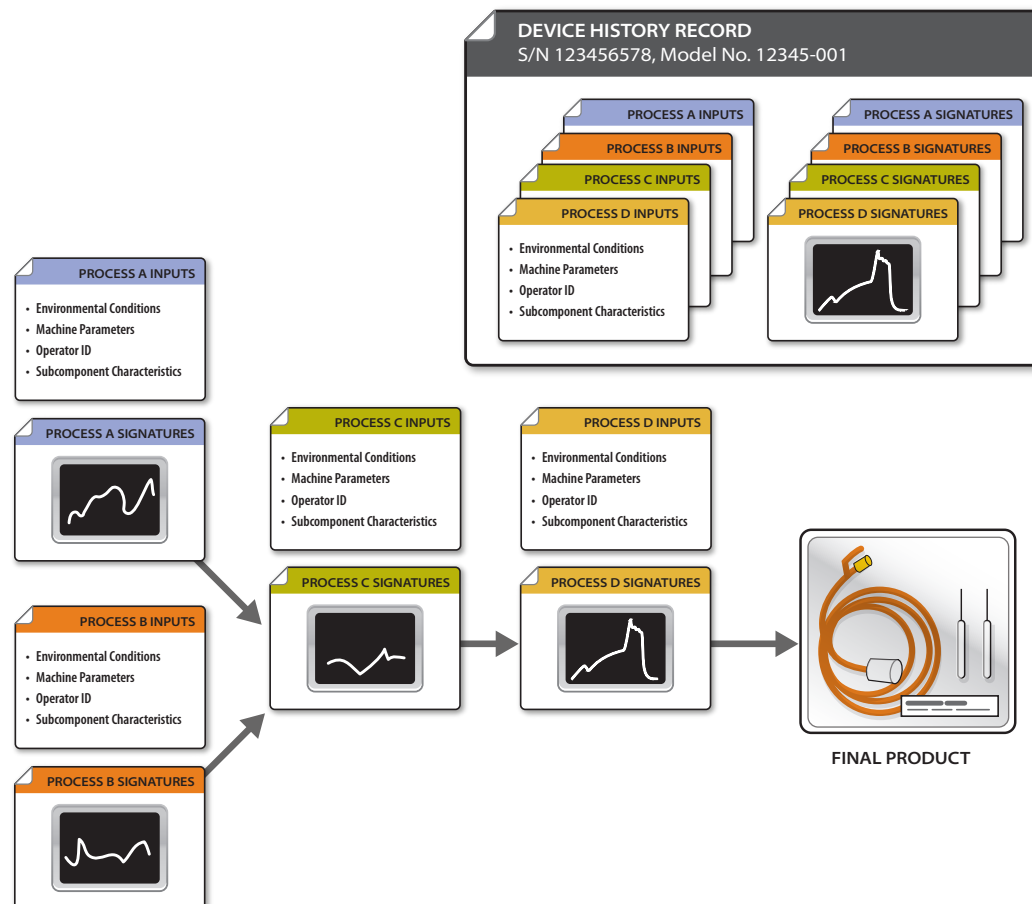 DEVICE HISTORY RECORD
S/N 123456578, Model No. 12345-001
PROCESS A INPUTS
PROCESS B INPUTS
PROCESS C INPUTS
PROCESS D INPUTS
• Environmental Conditions
• Machine Parameters
• Operator ID
• Subcomponent Characteristics
PROCESS A SIGNATURES
PROCESS B SIGNATURES
PROCESS C SIGNATURES
PROCESS D SIGNATURES
PROCESS A INPUTS
• Environmental Conditions
• Machine Parameters
• Operator ID
• Subcomponent Characteristics
PROCESS A SIGNATURES
PROCESS B INPUTS
• Environmental Conditions
• Machine Parameters
• Operator ID
• Subcomponent Characteristics
PROCESS B SIGNATURES
PROCESS C INPUTS
• Environmental Conditions
• Machine Parameters
• Operator ID
• Subcomponent Characteristics
PROCESS C SIGNATURES
PROCESS D INPUTS
• Environmental Conditions
• Machine Parameters
• Operator ID
• Subcomponent Characteristics
PROCESS D SIGNATURES
FINAL PRODUCT